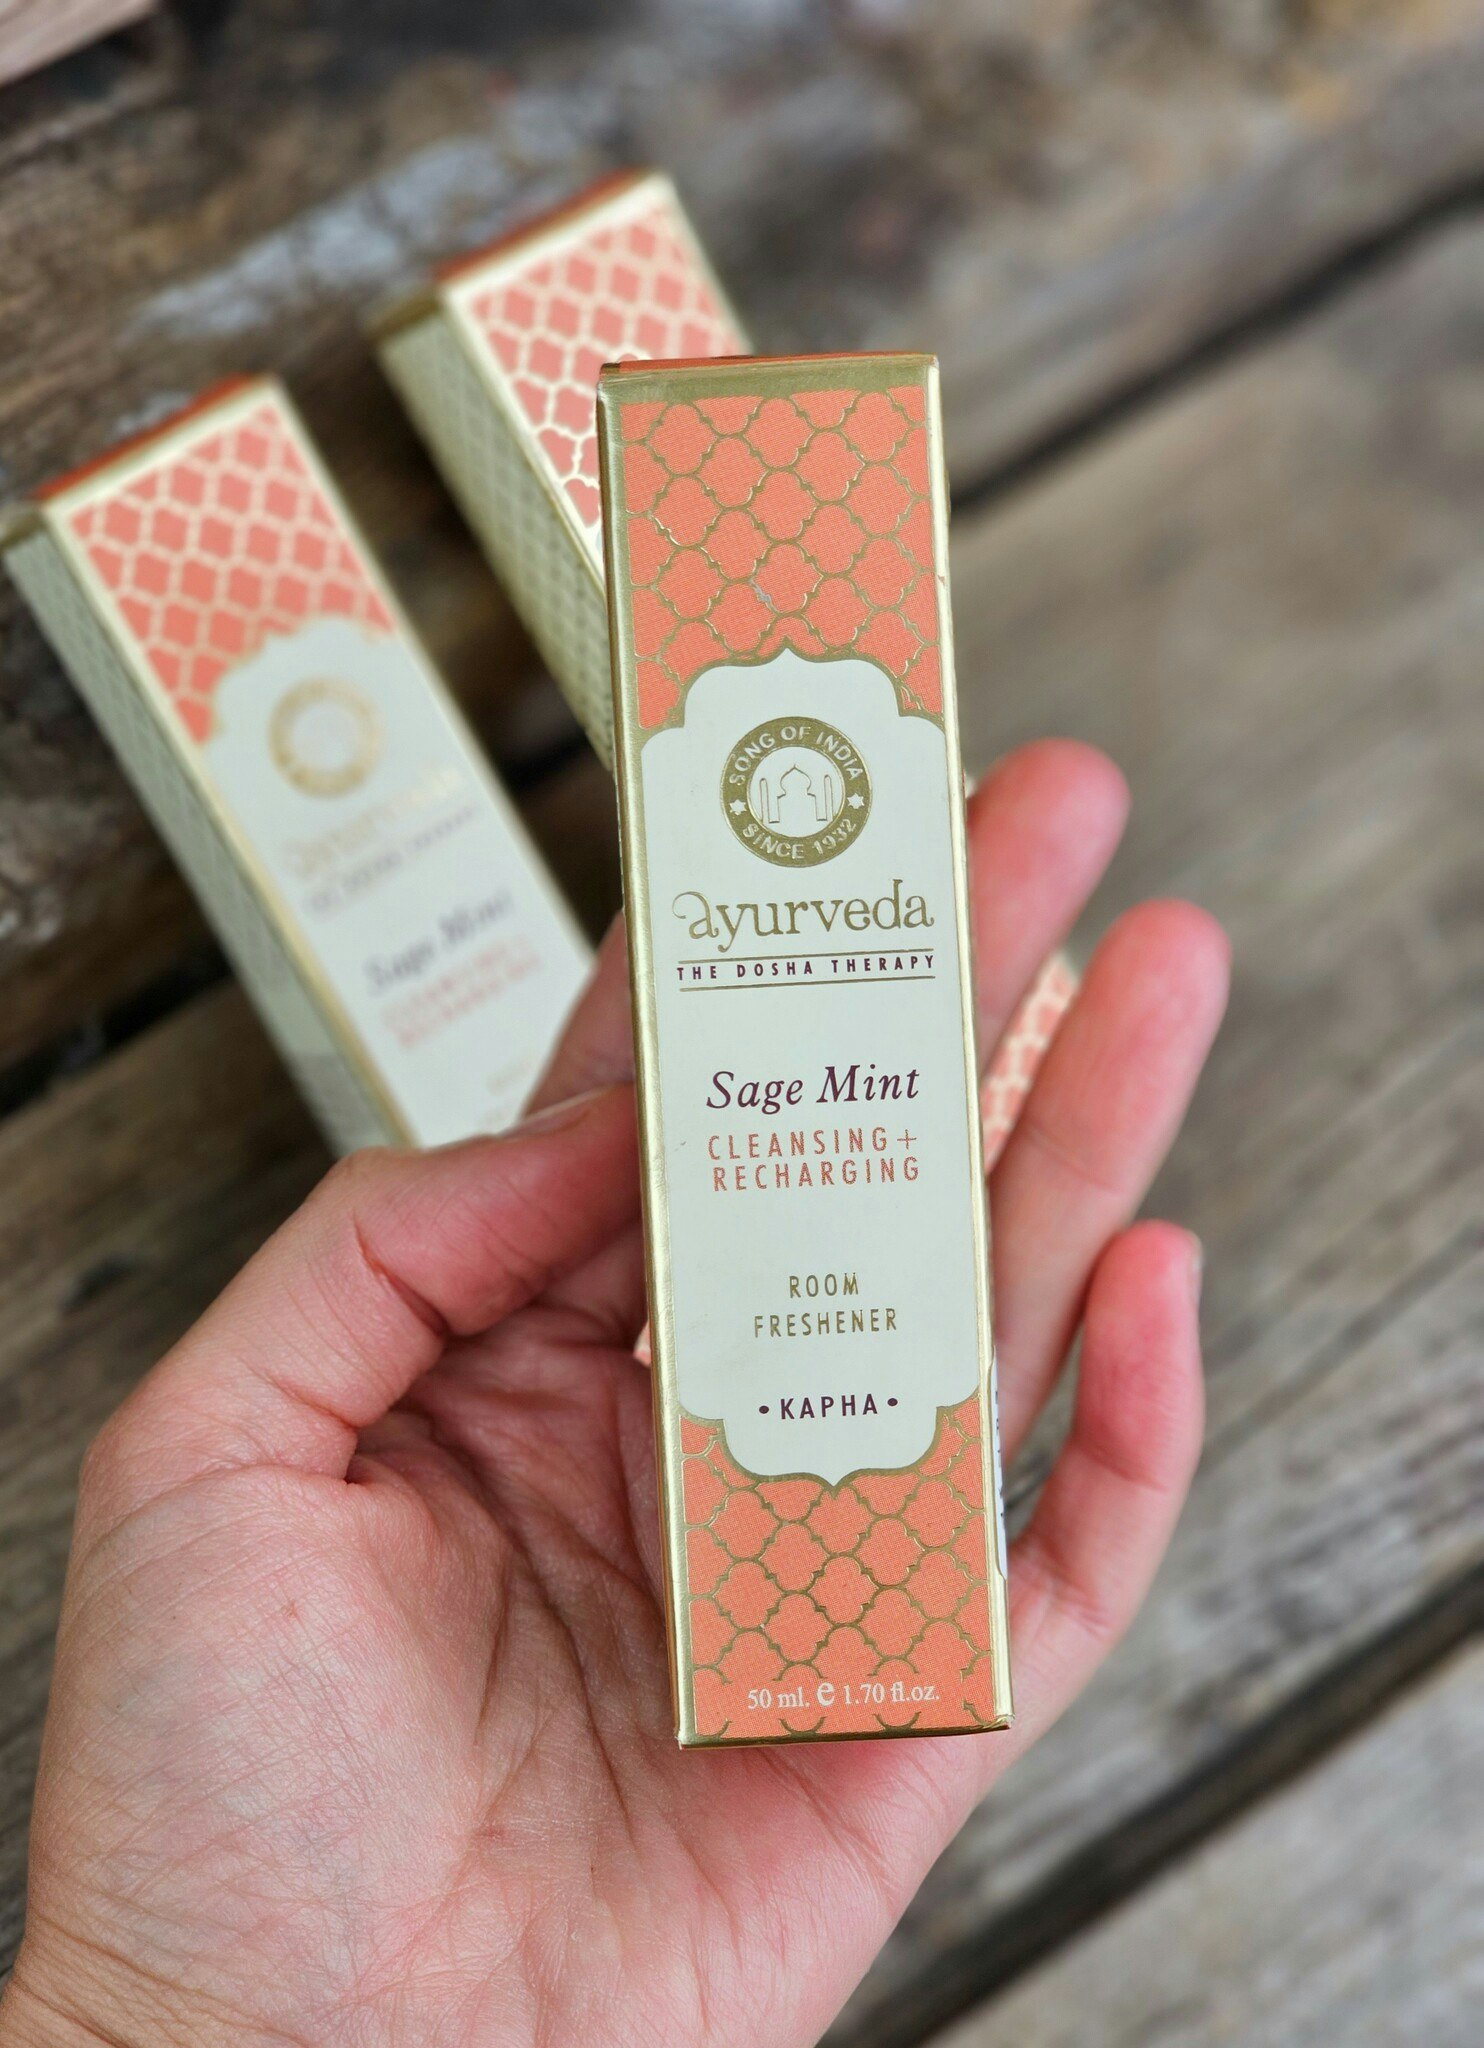 SONG OF INDIA
SINCE 1932
ayurveda
THE DOSHA THERAPY
Sage Mint
CLEANSING+
RECHARGING
ROOM
FRESHENER
•KAPHA•
50 ml. e 1.70 fl.oz.
Sage Mint